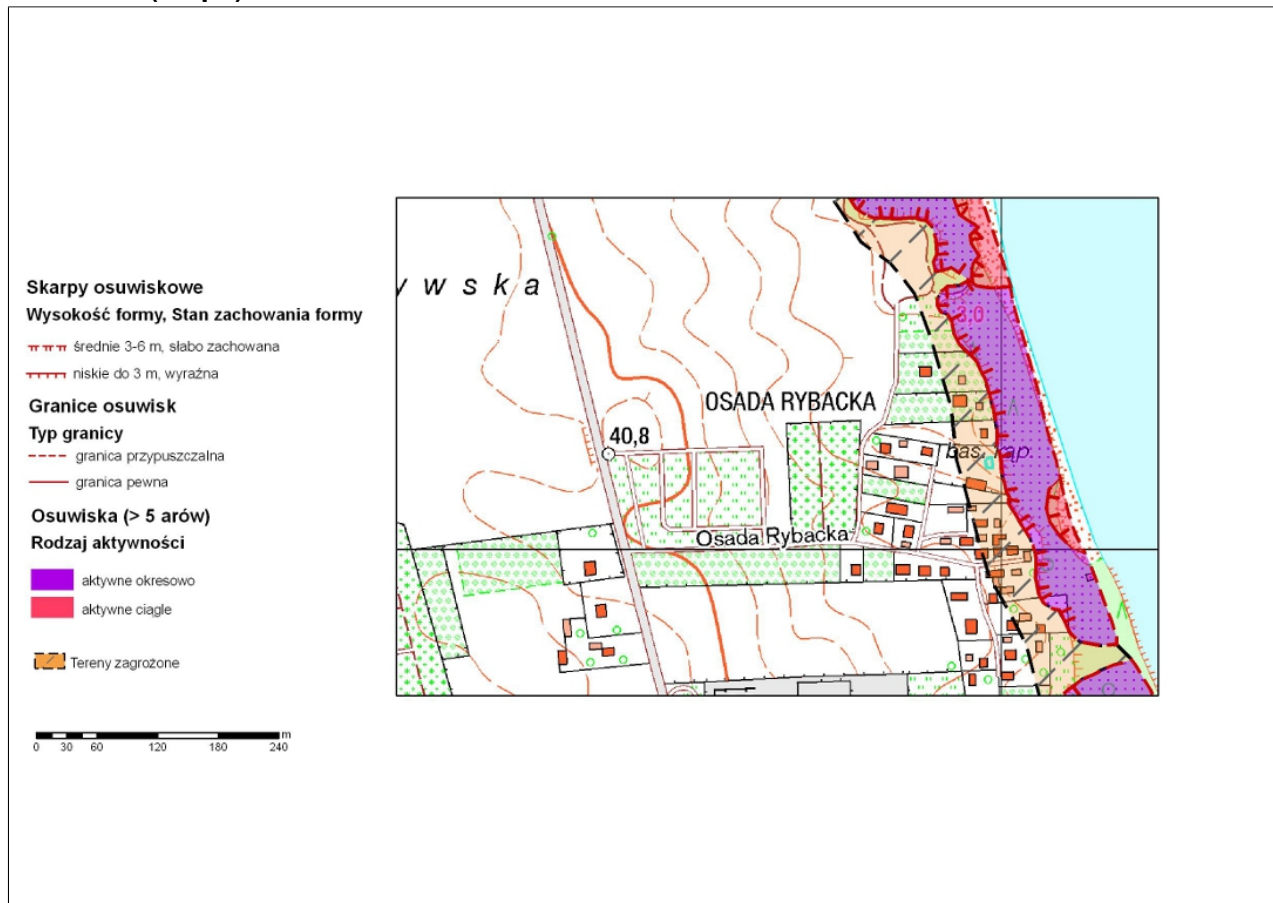 Skarpy osuwiskowe
Wysokość formy, Stan zachowania formy
średnie 3-6 m, słabo zachowana
niskie do 3 m, wyraźna
Granice osuwisk
Typ granicy
granica przypuszczalna
granica pewna
Osuwiska (> 5 arów)
Rodzaj aktywności
aktywne okresowo
aktywne ciągle
Tereny zagrożone
m
0 30 60 120 180 240
ywska
3.0
OSADA RYBACKA
40,8
bas. kąp.
Osada Rybacka